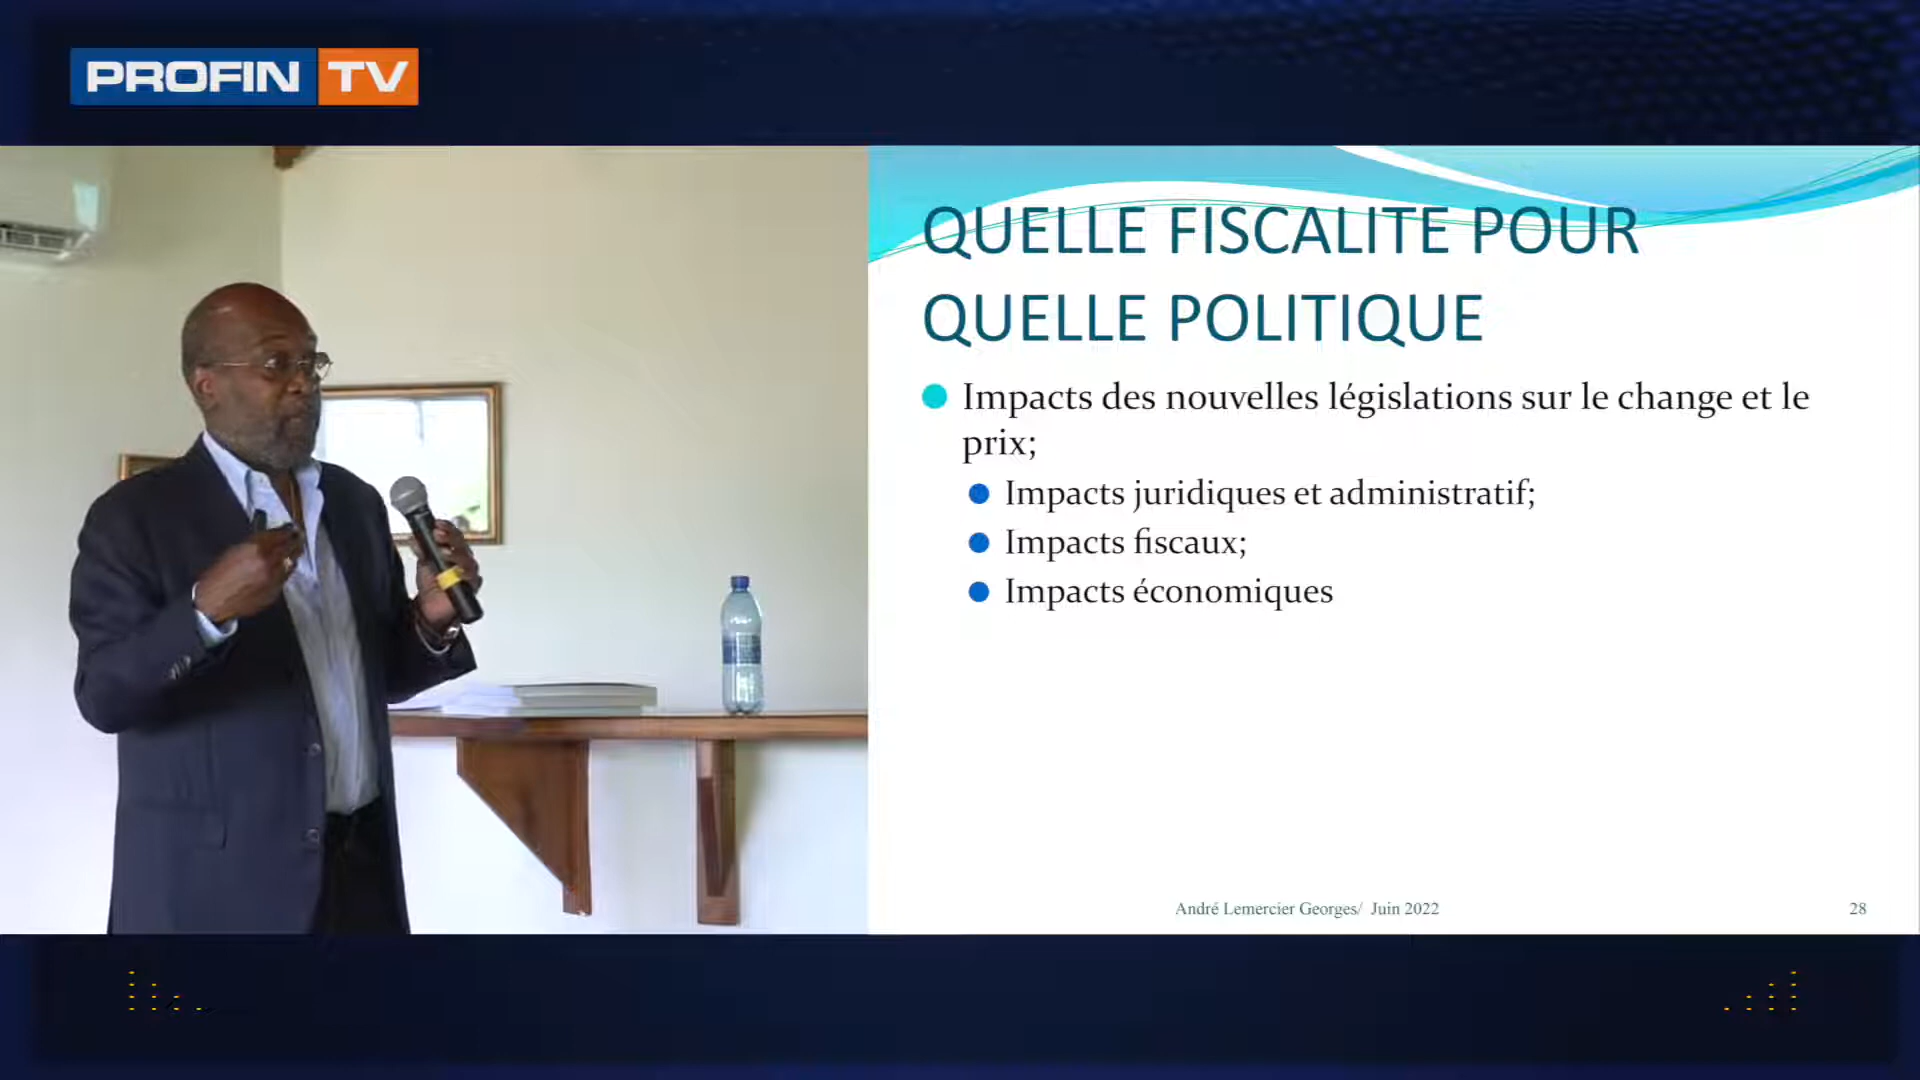 PROFIN TV
QUELLE FISCALITE POUR
QUELLE POLITIQUE
Impacts des nouvelles législations sur le change et le
prix;
Impacts juridiques et administratif;
Impacts fiscaux;
Impacts économiques
André Lemercier Georges/ Juin 2022
28